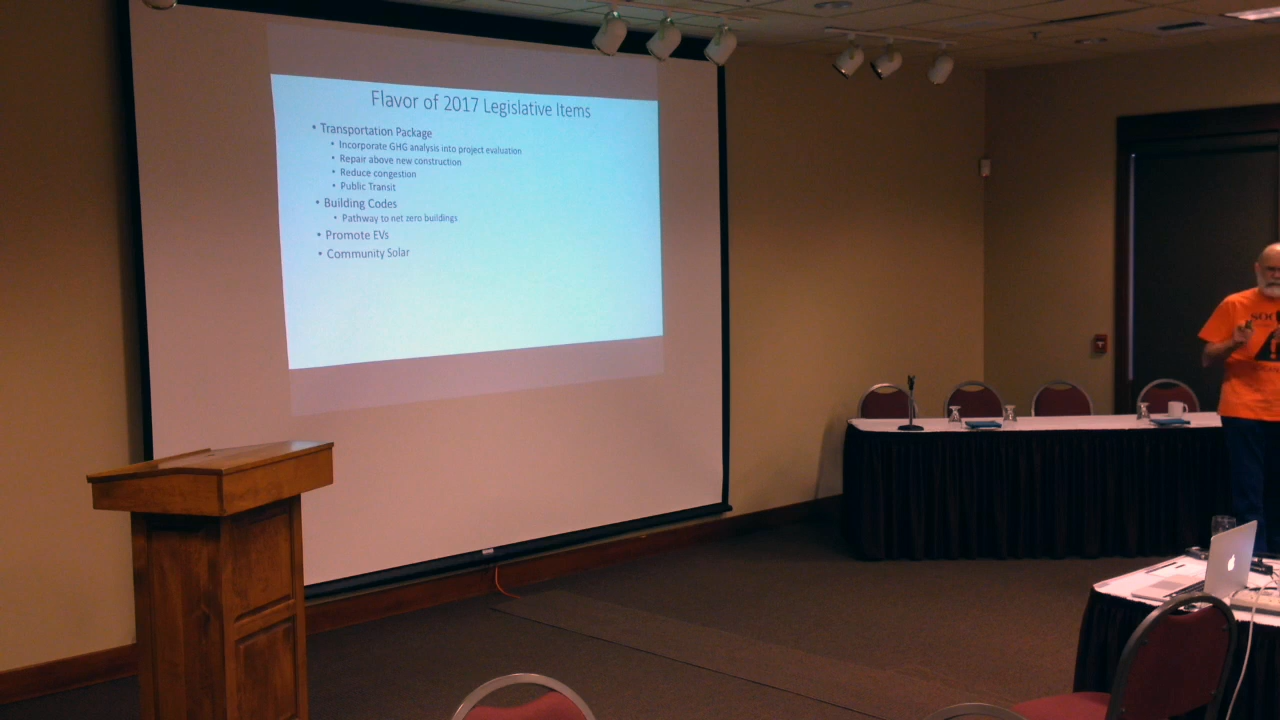 Flavor of 2017 Legislative Items
• Transportation Package
• Incorporate GHG analysis into project evaluation
• Repair above new construction
• Reduce congestion
• Public Transit
• Building Codes
• Pathway to net zero buildings
• Promote EVs
• Community Solar